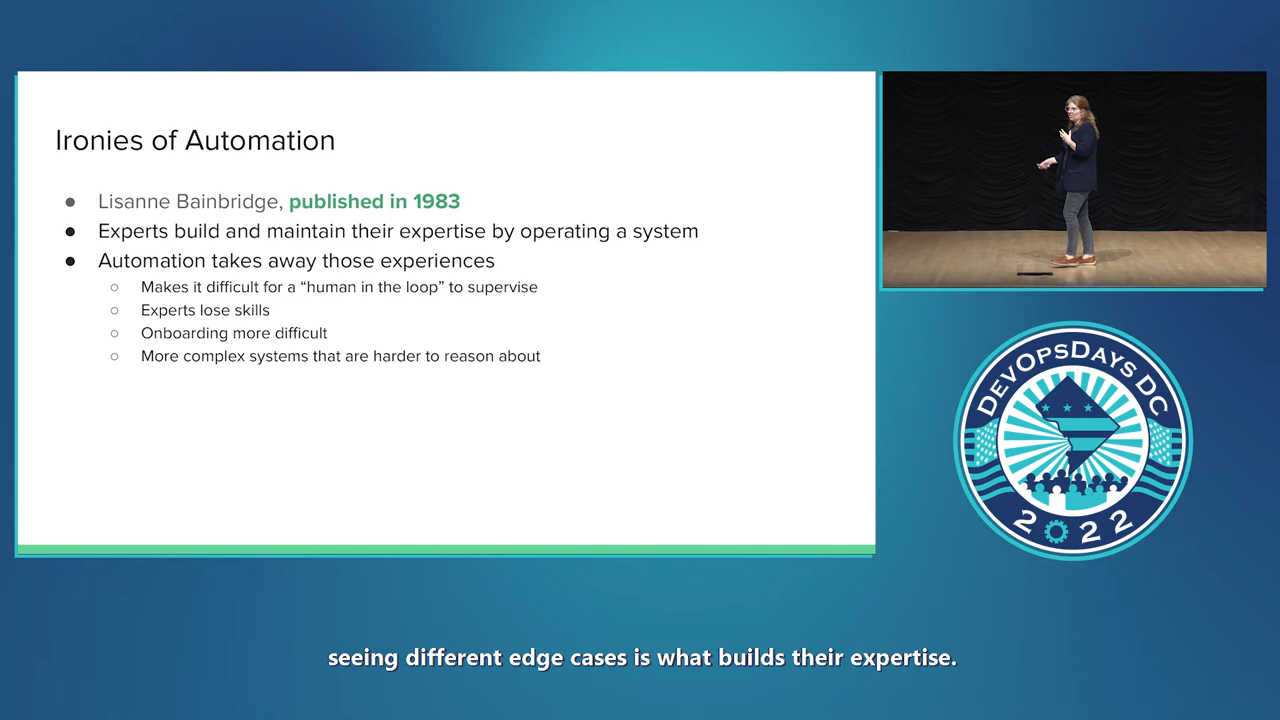 Ironies of Automation
● Lisanne Bainbridge, published in 1983
● Experts build and maintain their expertise by operating a system
● Automation takes away those experiences
○ Makes it difficult for a “human in the loop” to supervise
○ Experts lose skills
○ Onboarding more difficult
○ More complex systems that are harder to reason about
DEVOPSDAYS DC
2022
seeing different edge cases is what builds their expertise.